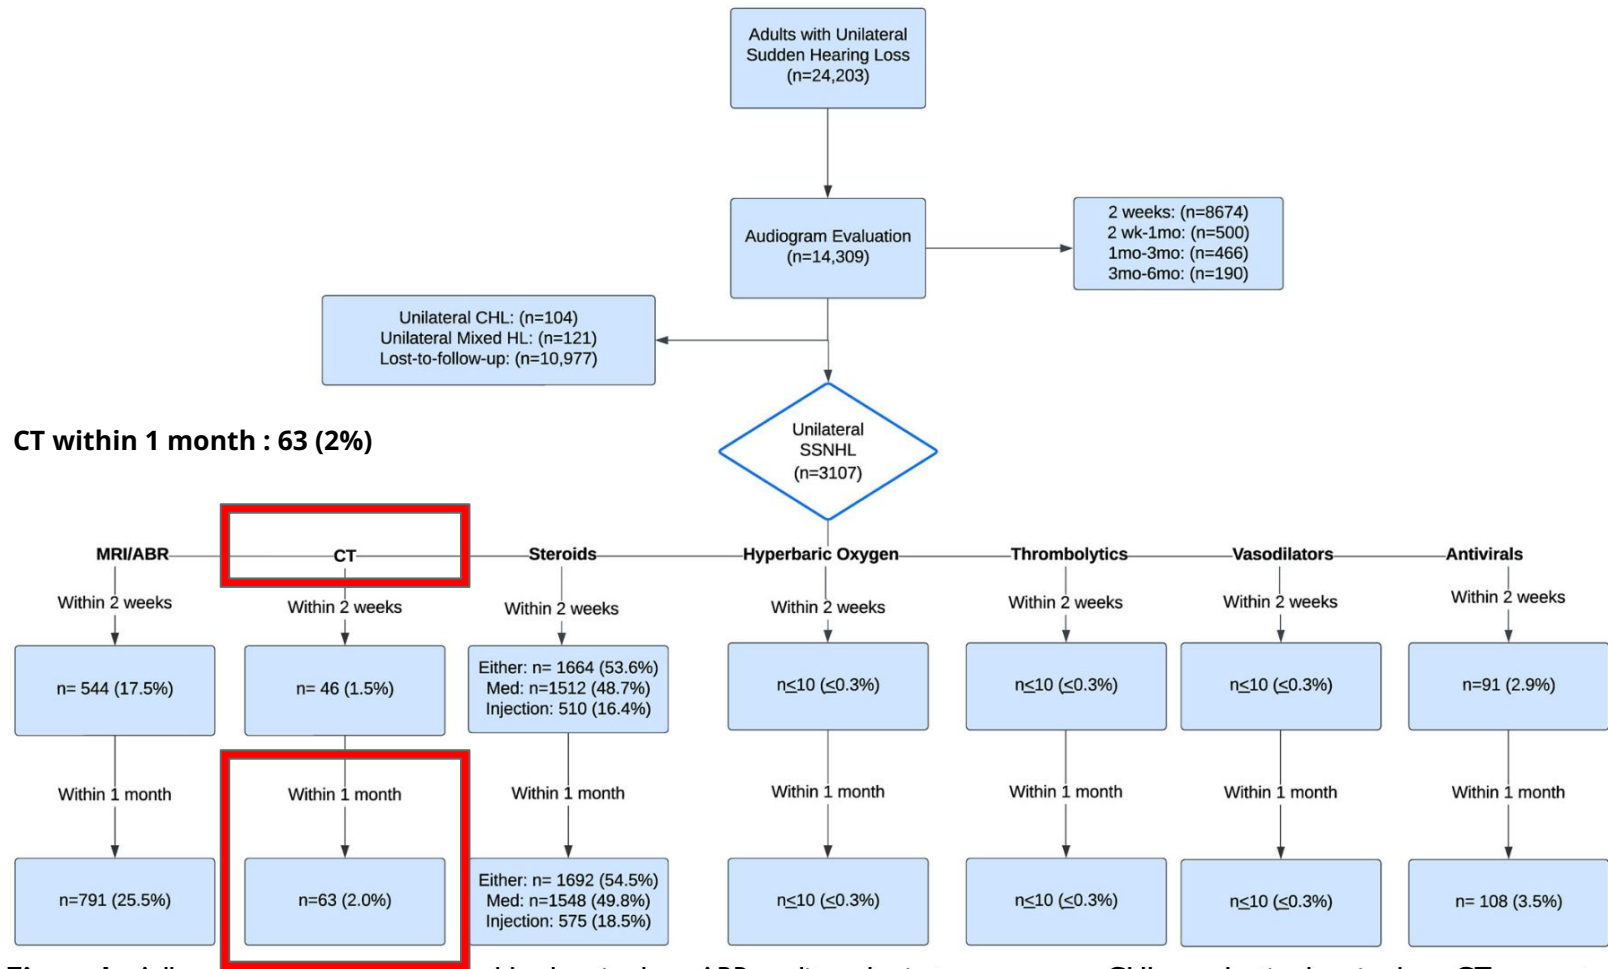 Adults with Unilateral
Sudden Hearing Loss
(n=24,203)
Audiogram Evaluation
(n=14,309)
2 weeks: (n=8674)
2 wk-1mo: (n=500)
1mo-3mo: (n=466)
3mo-6mo: (n=190)
Unilateral CHL: (n=104)
Unilateral Mixed HL: (n=121)
Lost-to-follow-up: (n=10,977)
CT within 1 month : 63 (2%)
Unilateral
SSNHL
(n=3107)
MRI/ABR
CT
Steroids
Hyperbaric Oxygen
Thrombolytics
Vasodilators
Antivirals
Within 2 weeks
Within 2 weeks
Within 2 weeks
Within 2 weeks
Within 2 weeks
Within 2 weeks
Within 2 weeks
n= 544 (17.5%)
n= 46 (1.5%)
Either: n= 1664 (53.6%)
Med: n=1512 (48.7%)
Injection: 510 (16.4%)
n≤10 (≤0.3%)
n≤10 (≤0.3%)
n≤10 (≤0.3%)
n=91 (2.9%)
Within 1 month
Within 1 month
Within 1 month
Within 1 month
Within 1 month
Within 1 month
Within 1 month
n=791 (25.5%)
n=63 (2.0%)
Either: n= 1692 (54.5%)
Med: n=1548 (49.8%)
Injection: 575 (18.5%)
n≤10 (≤0.3%)
n≤10 (≤0.3%)
n≤10 (≤0.3%)
n= 108 (3.5%)